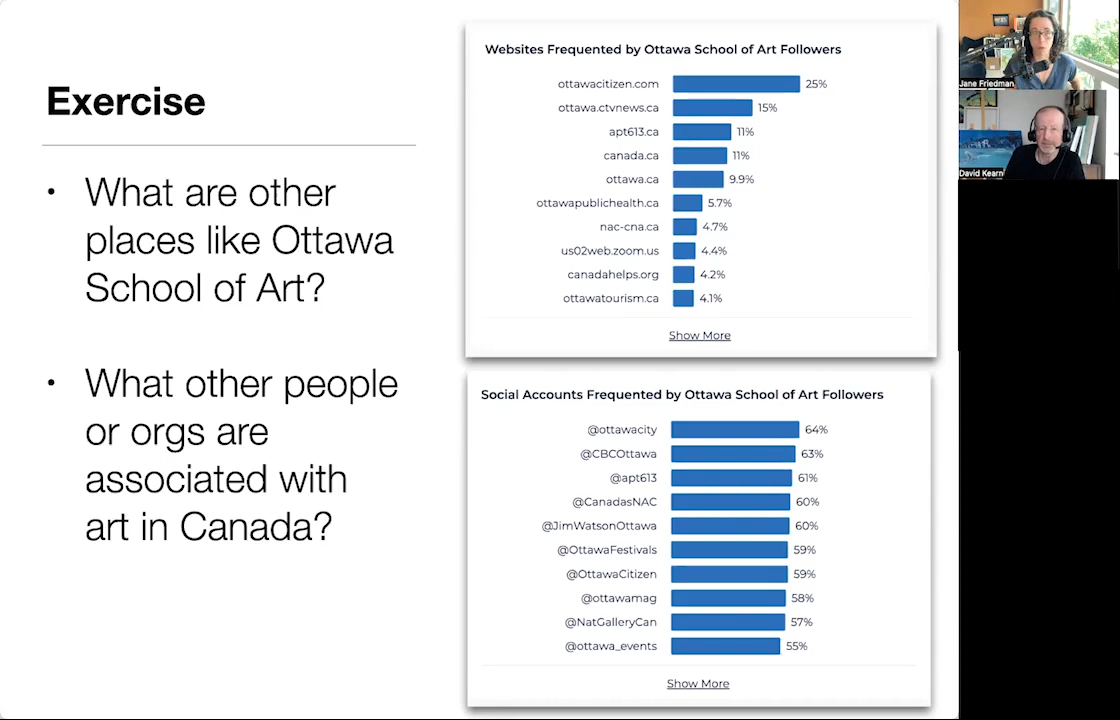 Exercise
• What are other
places like Ottawa
School of Art?
• What other people
or orgs are
associated with
art in Canada?
Websites Frequented by Ottawa School of Art Followers
ottawacitizen.com 25%
ottawa.ctvnews.ca 15%
apt613.ca 11%
canada.ca 11%
ottawa.ca 9.9%
ottawapublichealth.ca 5.7%
nac-cna.ca 4.7%
us02web.zoom.us 4.4%
canadahelps.org 4.2%
ottawatourism.ca 4.1%
Show More
Social Accounts Frequented by Ottawa School of Art Followers
@ottawacity 64%
@CBCOttawa 63%
@apt613 61%
@CanadasNAC 60%
@JimWatsonOttawa 60%
@OttawaFestivals 59%
@OttawaCitizen 59%
@ottawamag 58%
@NatGalleryCan 57%
@ottawa_events 55%
Show More
Jane Friedman
David Kearn